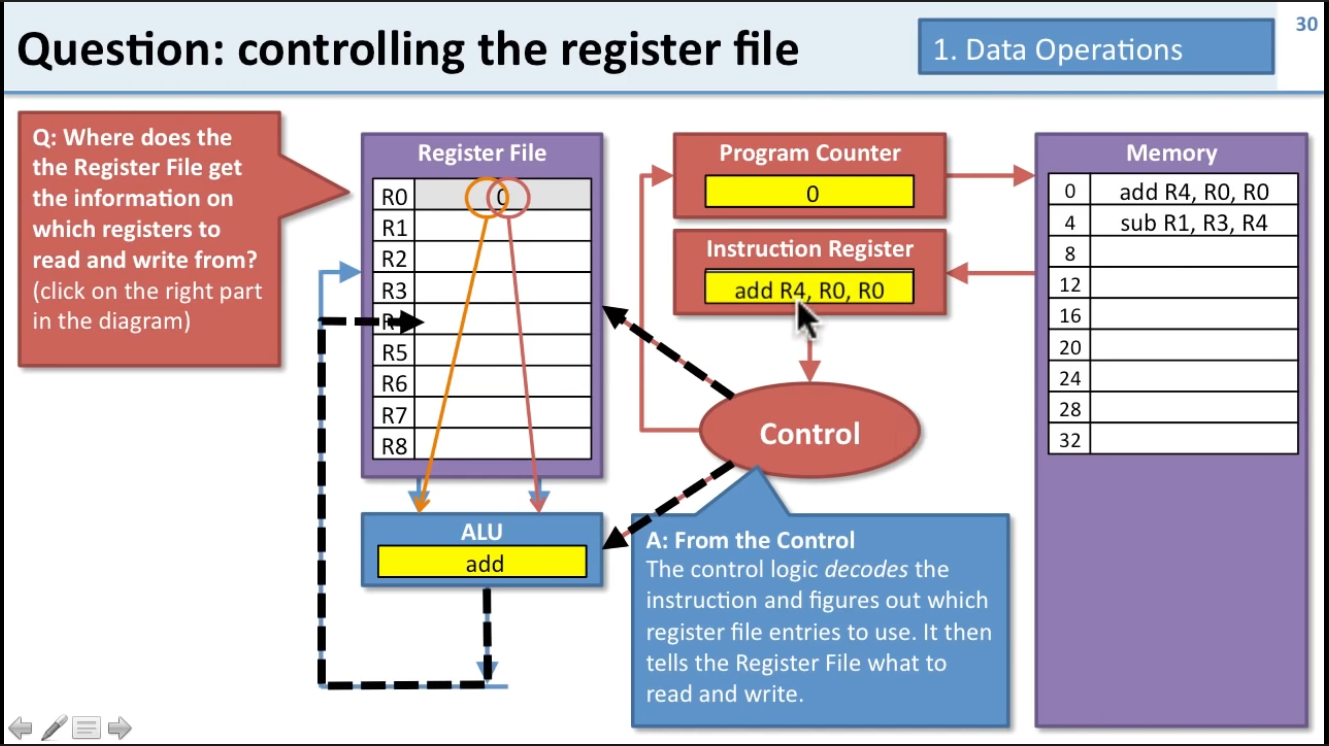 Question: controlling the register file
1. Data Operations
30
Q: Where does the
the Register File get
the information on
which registers to
read and write from?
(click on the right part
in the diagram)
Register File
R0 0
R1
R2
R3
R5
R6
R7
R8
ALU
add
Program Counter
0
Instruction Register
add R4, R0, R0
Control
A: From the Control
The control logic decodes the
instruction and figures out which
register file entries to use. It then
tells the Register File what to
read and write.
Memory
0 add R4, R0, R0
4 sub R1, R3, R4
8
12
16
20
24
28
32